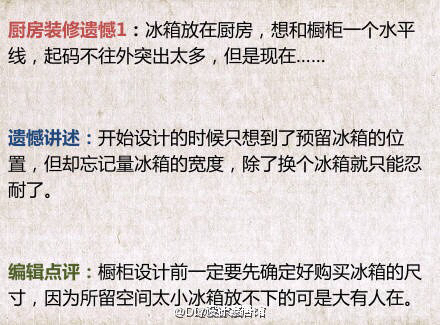 厨房装修遗憾1：冰箱放在厨房，想和橱柜一个水平
线，起码不往外突出太多，但是现在……
遗憾讲述：开始设计的时候只想到了预留冰箱的位
置，但却忘记量冰箱的宽度，除了换个冰箱就只能忍
耐了。
编辑点评：橱柜设计前一定要先确定好购买冰箱的尺
寸，因为所留空间太小冰箱放不下的可是大有人在。